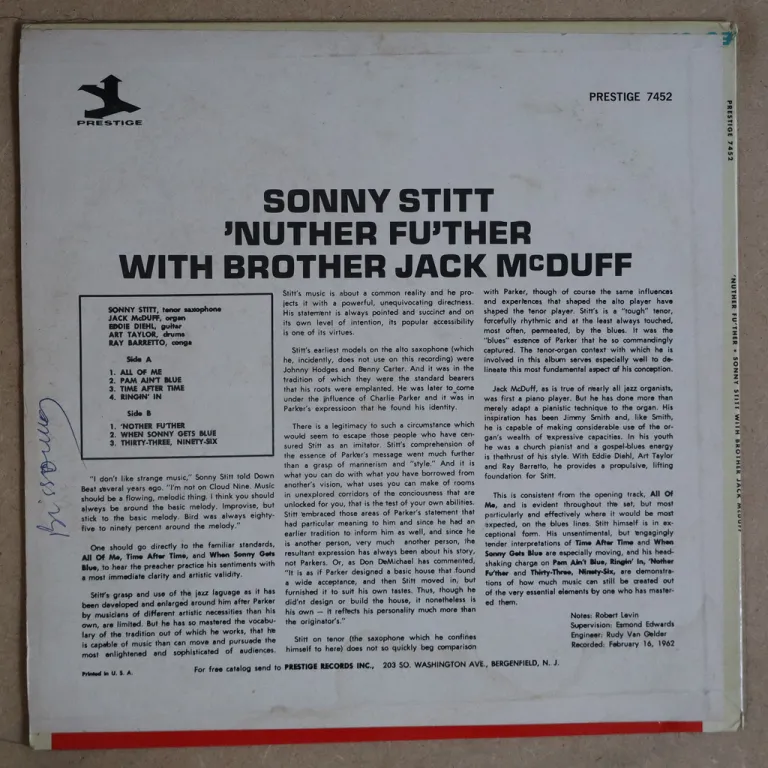 PRESTIGE
PRESTIGE 7452
SONNY STITT
'NUTHER FU'THER
WITH BROTHER JACK McDUFF
SONNY STITT, tenor saxophone
JACK McDUFF, organ
EDDIE DIEHL, guitar
ART TAYLOR, drums
RAY BARRETTO, conga
Side A
1. ALL OF ME
2. PAM AIN'T BLUE
3. TIME AFTER TIME
4. RINGIN' IN
Side B
1. 'NOTHER FU'THER
2. WHEN SONNY GETS BLUE
3. THIRTY-THREE, NINETY-SIX
"I don't like strange music," Sonny Stitt told Down
Beat several years ago. "I'm not on Cloud Nine. Music
should be a flowing, melodic thing. I think you should
always be around the basic melody. Improvise, but
stick to the basic melody. Bird was always eighty-
five to ninety percent around the melody."
One should go directly to the familiar standards,
All Of Me, Time After Time, and When Sonny Gets
Blue, to hear the preacher practice his sentiments with
a most immediate clarity and artistic validity.
Stitt's grasp and use of the jazz laguage as it has
been developed and enlarged around him after Parker
by musicians of different artistic necessities than his
own, are limited. But he has so mastered the vocabu-
lary of the tradition out of which he works, that he
is capable of music than can move and pursuede the
most enlightened and sophisticated of audiences.
Stitt's music is about a common reality and he pro-
jects it with a powerful, unequivocating directness.
His statement is always pointed and succinct and on
its own level of intention, its popular accessibility
is one of its virtues.
Stitt's earliest models on the alto saxophone (which
he, incidently, does not use on this recording) were
Johnny Hodges and Benny Carter. And it was in the
tradition of which they were the standard bearers
that his roots were emplanted. He was later to come
under the influence of Charlie Parker and it was in
Parker's expressman that he found his identity.
There is a legitimacy to such a circumstance which
would seem to escape those people who have cen-
sured Stitt as an imitator. Stitt's comprehension of
the essence of Parker's message went much further
than a grasp of mannerism and "style." And it is
what you can do with what you have borrowed from
another's vision, what uses you can make of rooms
in unexplored corridors of the conciousness that are
unlocked for you, that is the test of your own abilities.
Stitt embraced those areas of Parker's statement that
had particular meaning to him and since he had an
earlier tradition to inform him as well, and since he
is another person, very much another person, the
resultant expression has always been about his story,
not Parkers. Or, as Don DeMichael has commented,
"It is as if Parker designed a basic house that found
a wide acceptance, and then Stitt moved in, but
furnished it to suit his own tastes. Thus, though he
did'nt design or build the house, it nonetheless is
his own — it reflects his personality much more than
the originator's."
Stitt on tenor (the saxophone which he confines
himself to here) does not so quickly beg comparison
with Parker, though of course the same influences
and experiences that shaped the alto player have
shaped the tenor player. Stitt's is a "tough" tenor,
forcefully rhythmic and at the least always touched,
most often, permeated, by the blues. It was the
"blues" essence of Parker that he so commandingly
captured. The tenor-organ context with which he is
involved in this album serves especially well to de-
lineate this most fundamental aspect of his conception.
Jack McDuff, as is true of nearly all jazz organists,
was first a piano player. But he has done more than
merely adapt a pianistic technique to the organ. His
inspiration has been Jimmy Smith and, like Smith,
he is capable of making considerable use of the or-
gan's wealth of expressive capacities. In his youth
he was a church pianist and a gospel-blues energy
is thethrust of his style. With Eddie Diehl, Art Taylor
and Ray Barretto, he provides a propulsive, lifting
foundation for Stitt.
This is consistent from the opening track, All Of
Me, and is evident throughout the set, but most
particularly and effectively where it would be most
expected, on the blues lines. Stitt himself is in ex-
ceptional form. His unsentimental, but engagingly
tender interpretations of Time After Time and When
Sonny Gets Blue are especially moving, and his head-
shaking charge on Pam Ain't Blue, Ringin' In, 'Nother
Fu'ther and Thirty-Three, Ninety-Six, are demonstra-
tions of how much music can still be created out
of the very essential elements by one who has master-
ed them.
Notes: Robert Levin
Supervision: Esmond Edwards
Engineer: Rudy Van Gelder
Recorded: February 16, 1962
Printed in U. S. A.
For free catalog send to PRESTIGE RECORDS INC., 203 SO. WASHINGTON AVE., BERGENFIELD, N. J.
PRESTIGE 7452
'NUTHER FU'THER • SONNY STITT WITH BROTHER JACK McDUFF